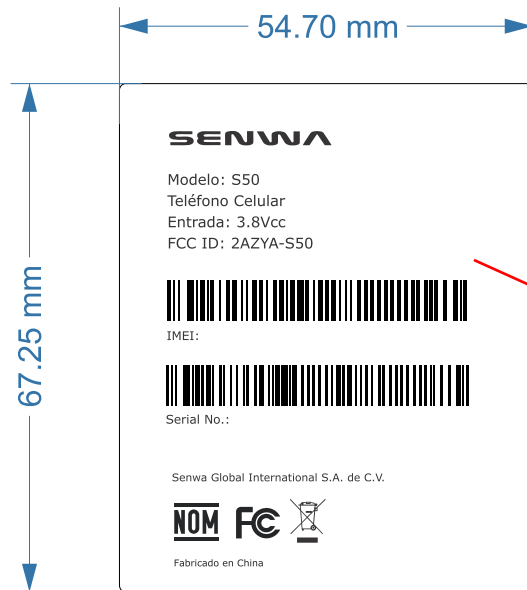 54.70 mm
67.25 mm
SENWA
Modelo: S50
Teléfono Celular
Entrada: 3.8Vcc
FCC ID: 2AZYA-S50
IMEI:
Serial No.:
Senwa Global International S.A. de C.V.
NOM FC
Fabricado en China